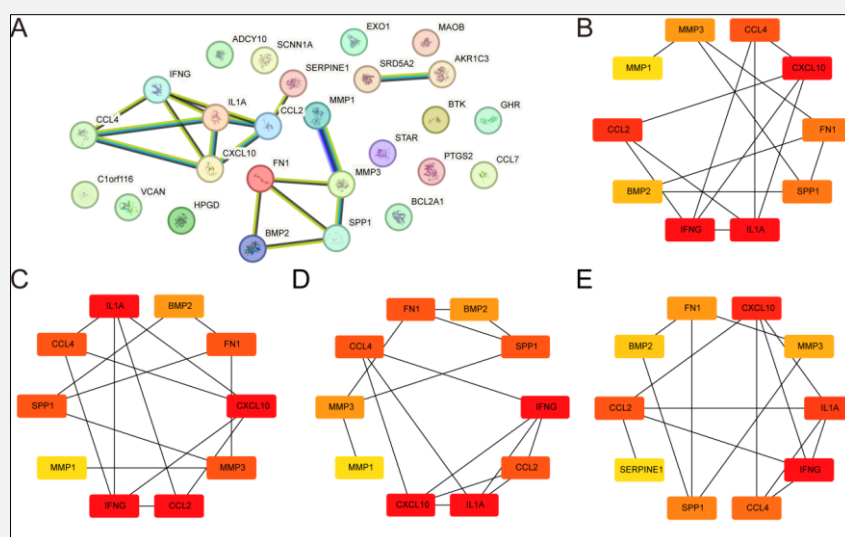 A
ADCY10
SCNN1A
EXO1
MAOB
IFNG
SERPINE1
SRD5A2
AKR1C3
IL1A
CCL2
MMP1
CCL4
BTK
GHR
CXCL10
STAR
FN1
MMP3
PTGS2
CCL7
C1orf116
VCAN
HPGD
BCL2A1
SPP1
BMP2
B
MMP3
CCL4
MMP1
CXCL10
CCL2
FN1
BMP2
SPP1
IFNG
IL1A
C
IL1A
BMP2
CCL4
FN1
SPP1
CXCL10
MMP1
MMP3
IFNG
CCL2
D
FN1
BMP2
CCL4
SPP1
MMP3
IFNG
MMP1
CCL2
CXCL10
IL1A
E
FN1
CXCL10
BMP2
MMP3
CCL2
IL1A
SERPINE1
IFNG
SPP1
CCL4